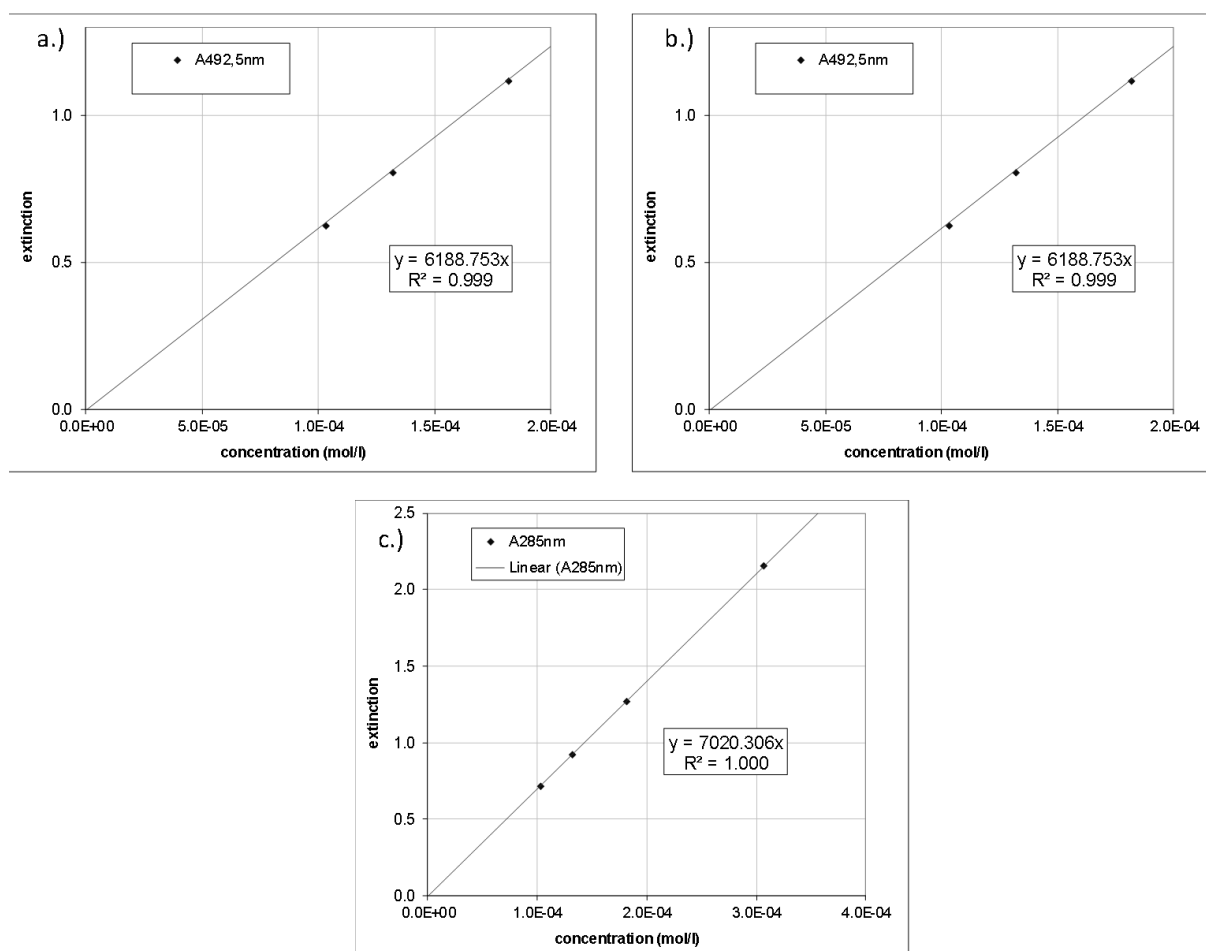 a.)
A492,5nm
1.0
0.5
0.0
extinction
y = 6188.753x
R² = 0.999
0.0E+00 5.0E-05 1.0E-04 1.5E-04 2.0E-04
concentration (mol/l)
b.)
A492,5nm
1.0
0.5
0.0
extinction
y = 6188.753x
R² = 0.999
0.0E+00 5.0E-05 1.0E-04 1.5E-04 2.0E-04
concentration (mol/l)
c.)
A285nm
Linear (A285nm)
2.5
2.0
1.5
1.0
0.5
0.0
extinction
y = 7020.306x
R² = 1.000
0.0E+00 1.0E-04 2.0E-04 3.0E-04 4.0E-04
concentration (mol/l)